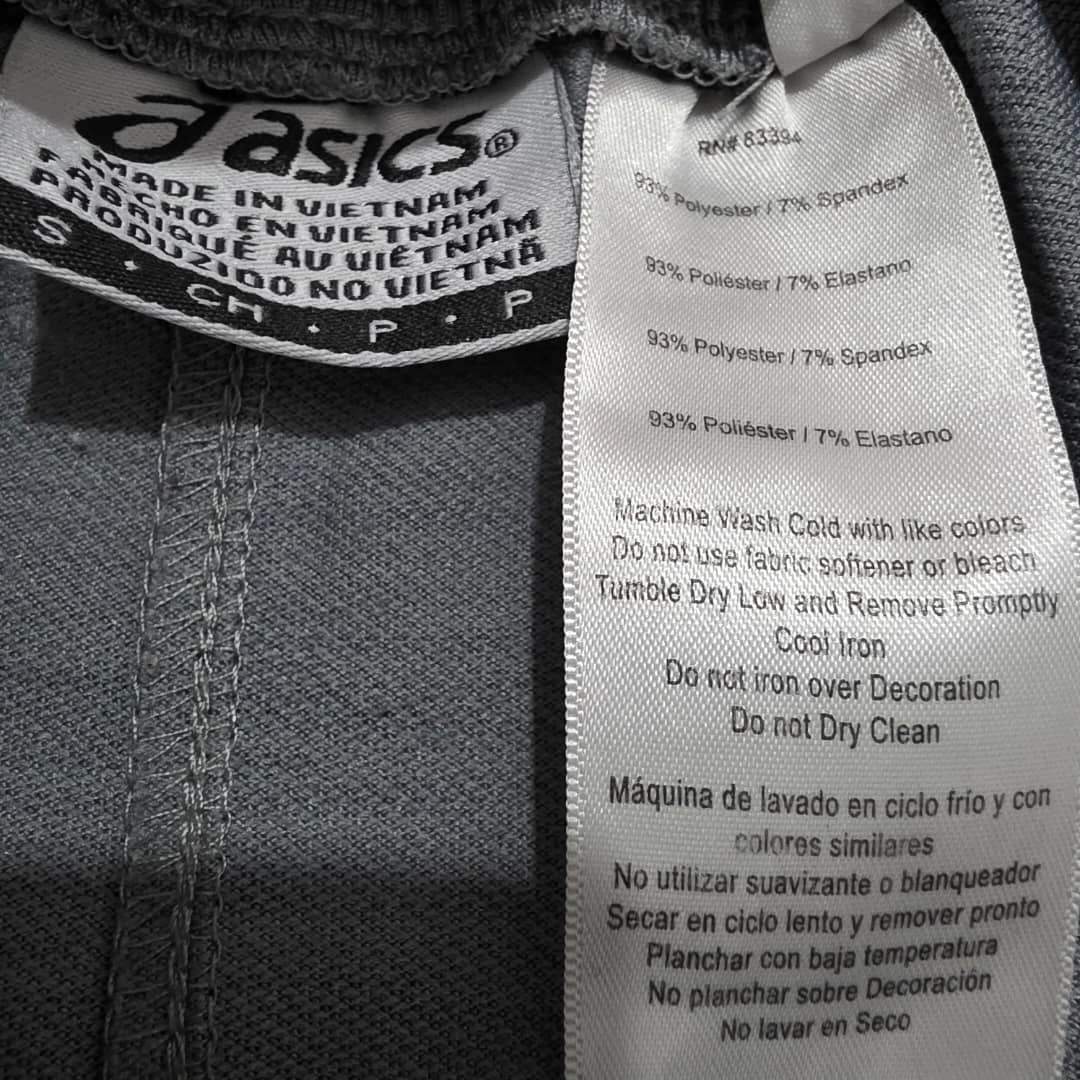 asics®
MADE IN VIETNAM
HECHO EN VIETNAM
FABRIQUÉ AU VIÊTNAM
PRODUZIDO NO VIETNÃ
S · CH · P · P
RN# 83394
93% Polyester / 7% Spandex
93% Poliéster / 7% Elastano
93% Polyester / 7% Spandex
93% Poliéster / 7% Elastano
Machine Wash Cold with like colors
Do not use fabric softener or bleach
Tumble Dry Low and Remove Promptly
Cool Iron
Do not iron over Decoration
Do not Dry Clean
Máquina de lavado en ciclo frío y con
colores similares
No utilizar suavizante o blanqueador
Secar en ciclo lento y remover pronto
Planchar con baja temperatura
No planchar sobre Decoración
No lavar en Seco